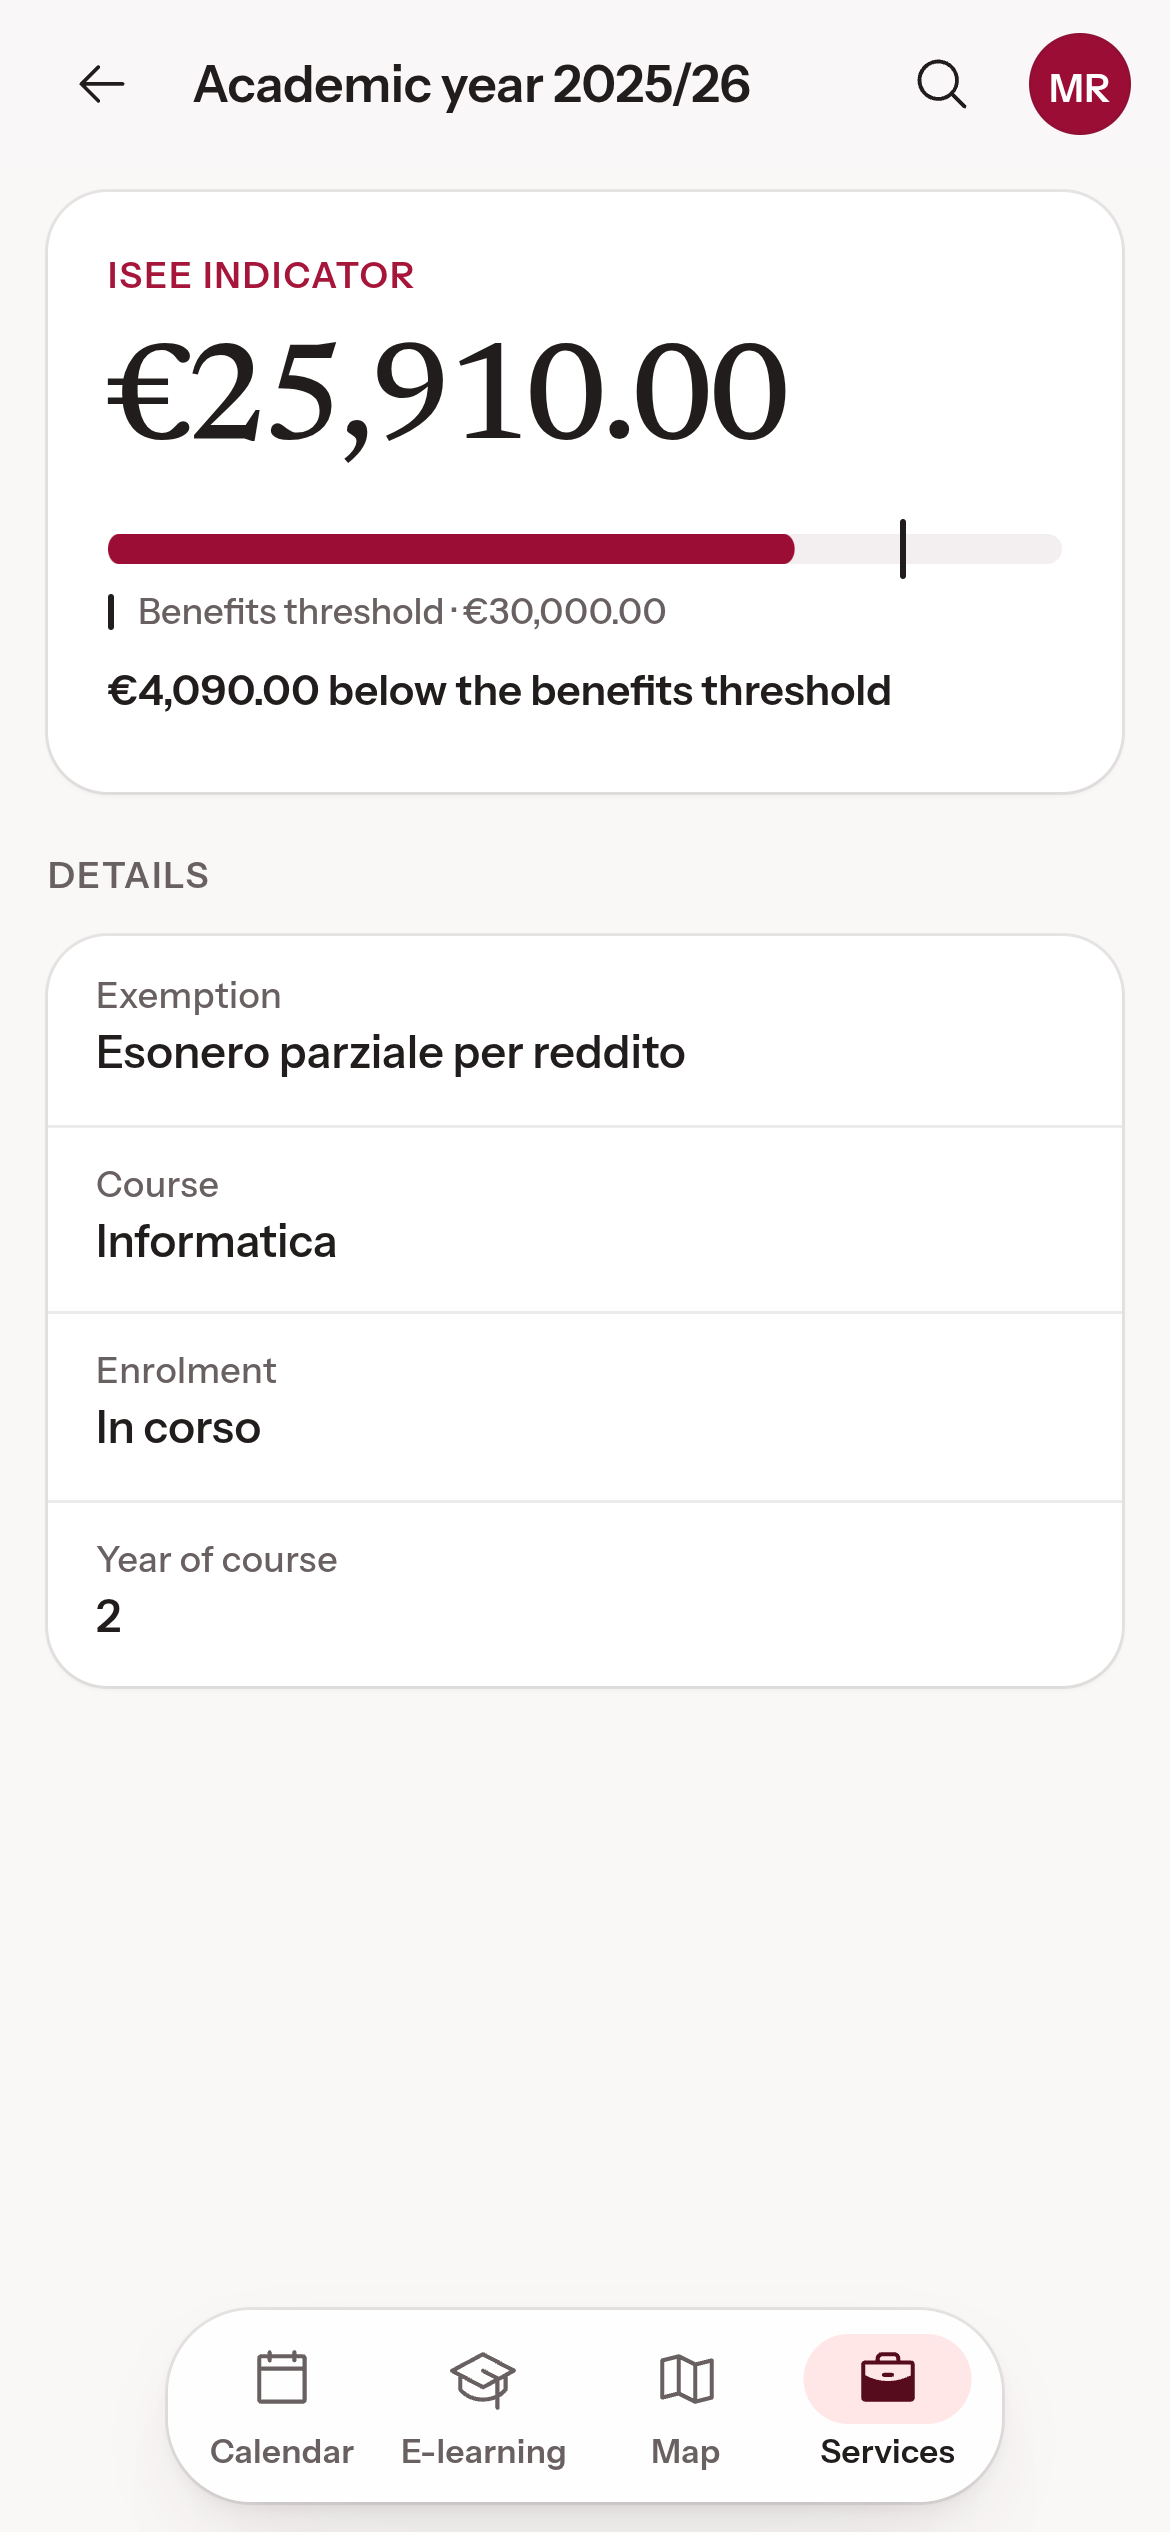 Academic year 2025/26
MR
ISEE INDICATOR
€25,910.00
Benefits threshold · €30,000.00
€4,090.00 below the benefits threshold
DETAILS
Exemption
Esonero parziale per reddito
Course
Informatica
Enrolment
In corso
Year of course
2
Calendar
E-learning
Map
Services